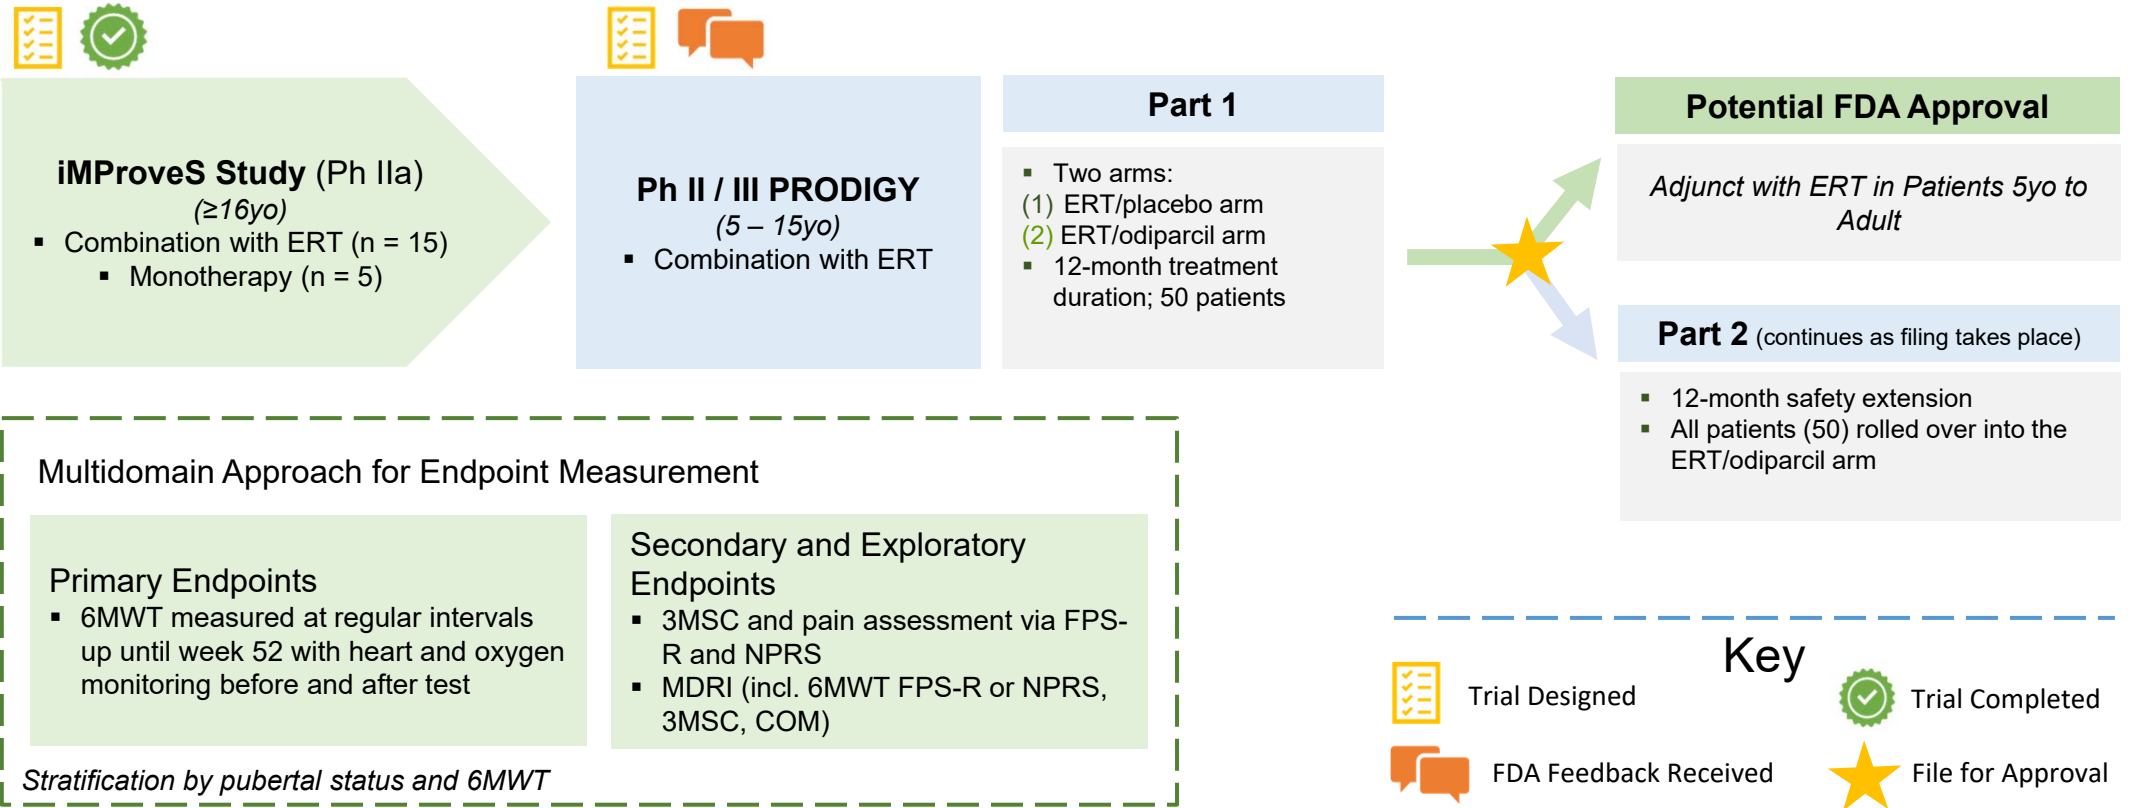 iMProveS Study (Ph IIa)
(≥16yo)
▪ Combination with ERT (n = 15)
▪ Monotherapy (n = 5)
Ph II / III PRODIGY
(5 – 15yo)
▪ Combination with ERT
Part 1
▪ Two arms:
(1) ERT/placebo arm
(2) ERT/odiparcil arm
▪ 12-month treatment
duration; 50 patients
Potential FDA Approval
Adjunct with ERT in Patients 5yo to
Adult
Part 2 (continues as filing takes place)
▪ 12-month safety extension
▪ All patients (50) rolled over into the
ERT/odiparcil arm
Multidomain Approach for Endpoint Measurement
Primary Endpoints
▪ 6MWT measured at regular intervals
up until week 52 with heart and oxygen
monitoring before and after test
Secondary and Exploratory
Endpoints
▪ 3MSC and pain assessment via FPS-
R and NPRS
▪ MDRI (incl. 6MWT FPS-R or NPRS,
3MSC, COM)
Stratification by pubertal status and 6MWT
Key
Trial Designed
Trial Completed
FDA Feedback Received
File for Approval